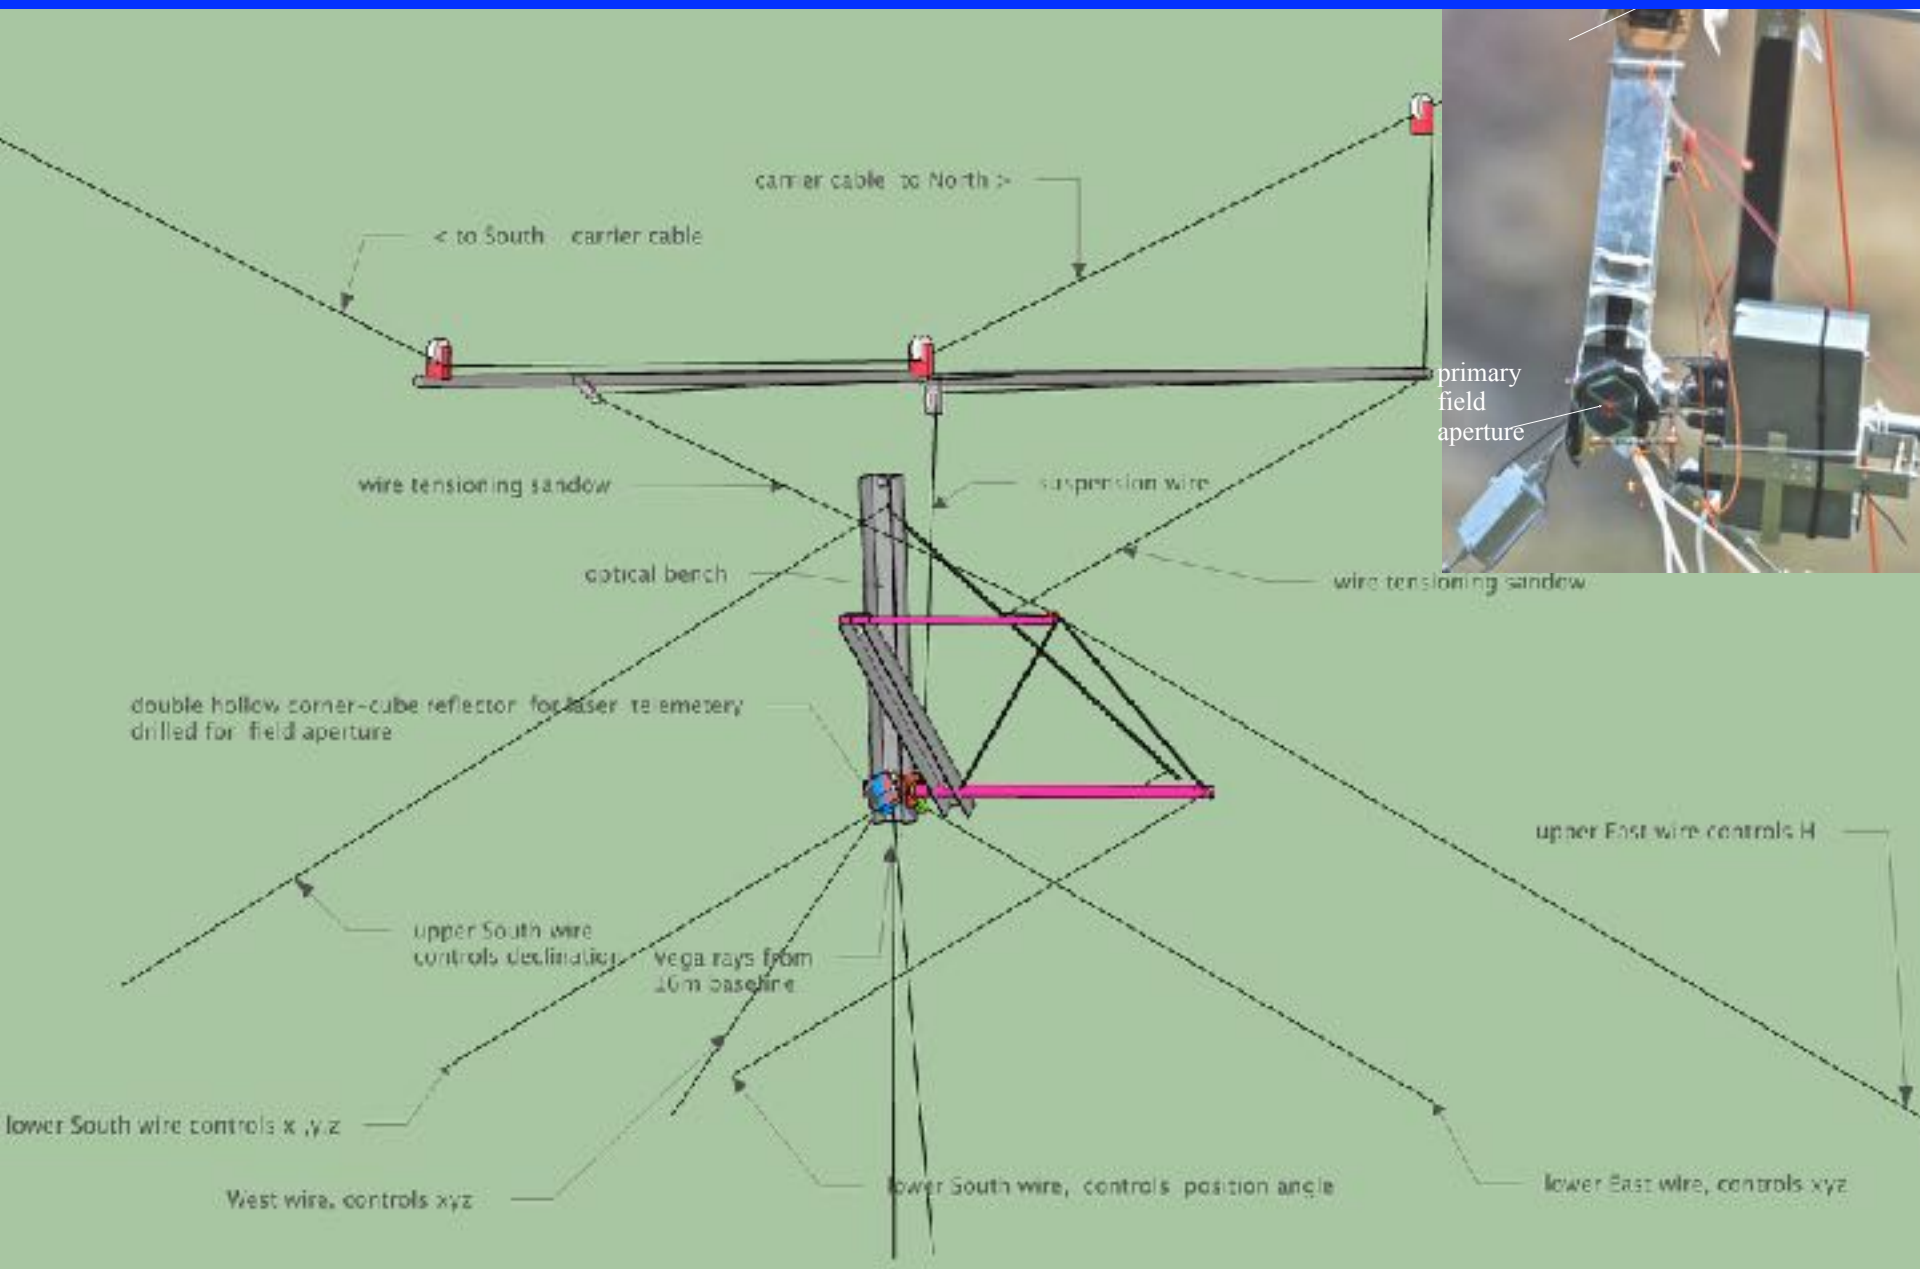 carrier cable to North :-
< to South carrier cable
primary
field
aperture
wire tensioning sandow
suspension wire
optical bench
wire tensioning sandow
double hollow corner-cube reflector for laser telemetery
drilled for field aperture
upper East wire controls H
upper South wire
controls declination
vega rays from
16m baseline
lower South wire controls x ,y,z
West wire, controls xyz
lower South wire, controls position angle
lower East wire, controls xyz